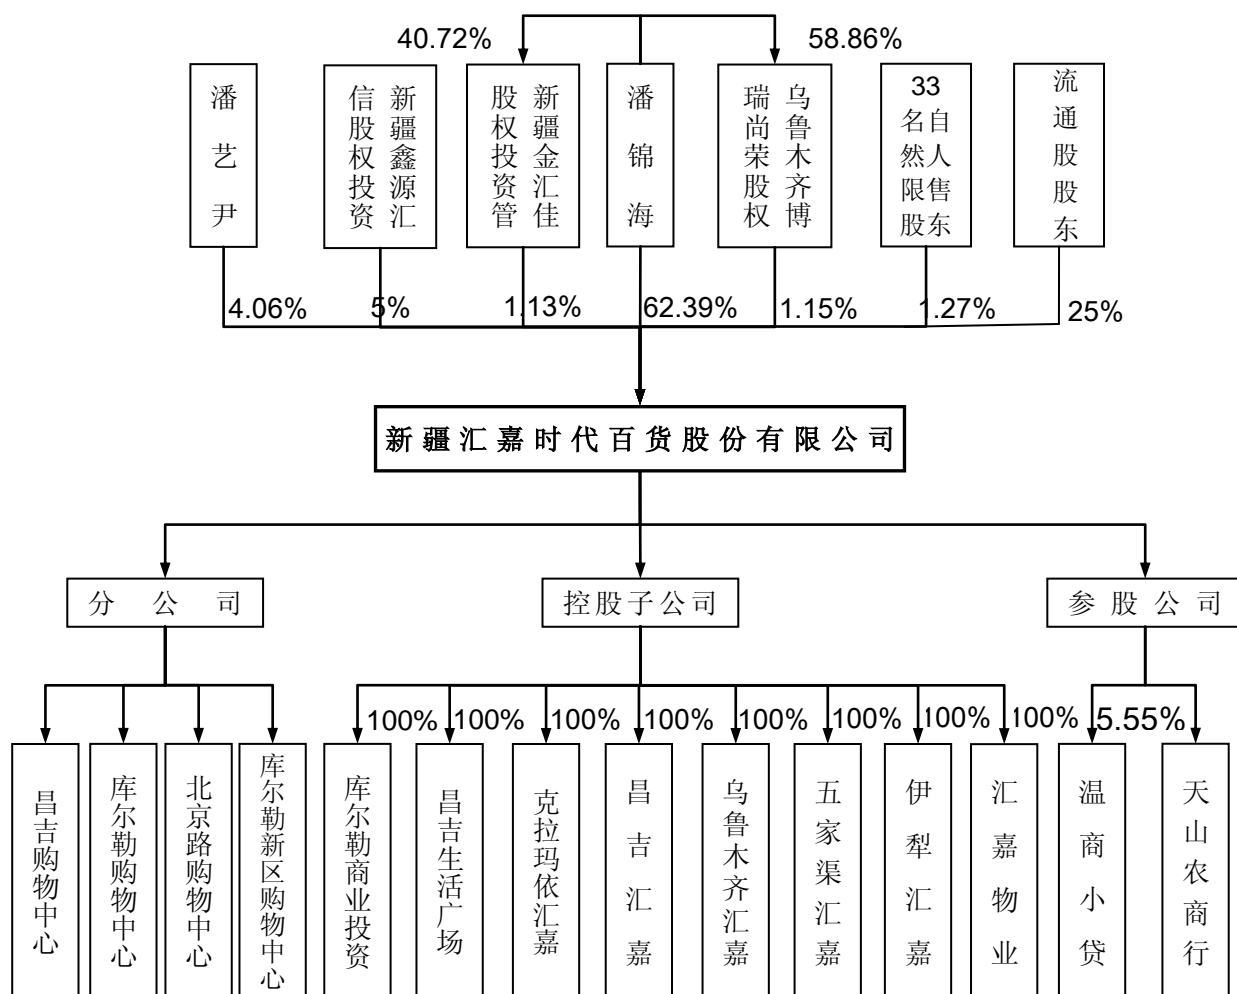 40.72%
58.86%
潘艺尹
新疆鑫源汇
信股权投资
新疆金汇佳
股权投资管
潘锦海
乌鲁木齐博
瑞尚荣股权
33
名自
然人
限售
股东
流通股股东
4.06%
5%
1.13%
62.39%
1.15%
1.27%
25%
新疆汇嘉时代百货股份有限公司
分公司
控股子公司
参股公司
100%
100%
100%
100%
100%
100%
100%
100%
5.55%
昌吉购物中心
库尔勒购物中心
北京路购物中心
库尔勒新区购物中心
库尔勒商业投资
昌吉生活广场
克拉玛依汇嘉
昌吉汇嘉
乌鲁木齐汇嘉
五家渠汇嘉
伊犁汇嘉
汇嘉物业
温商小贷
天山农商行